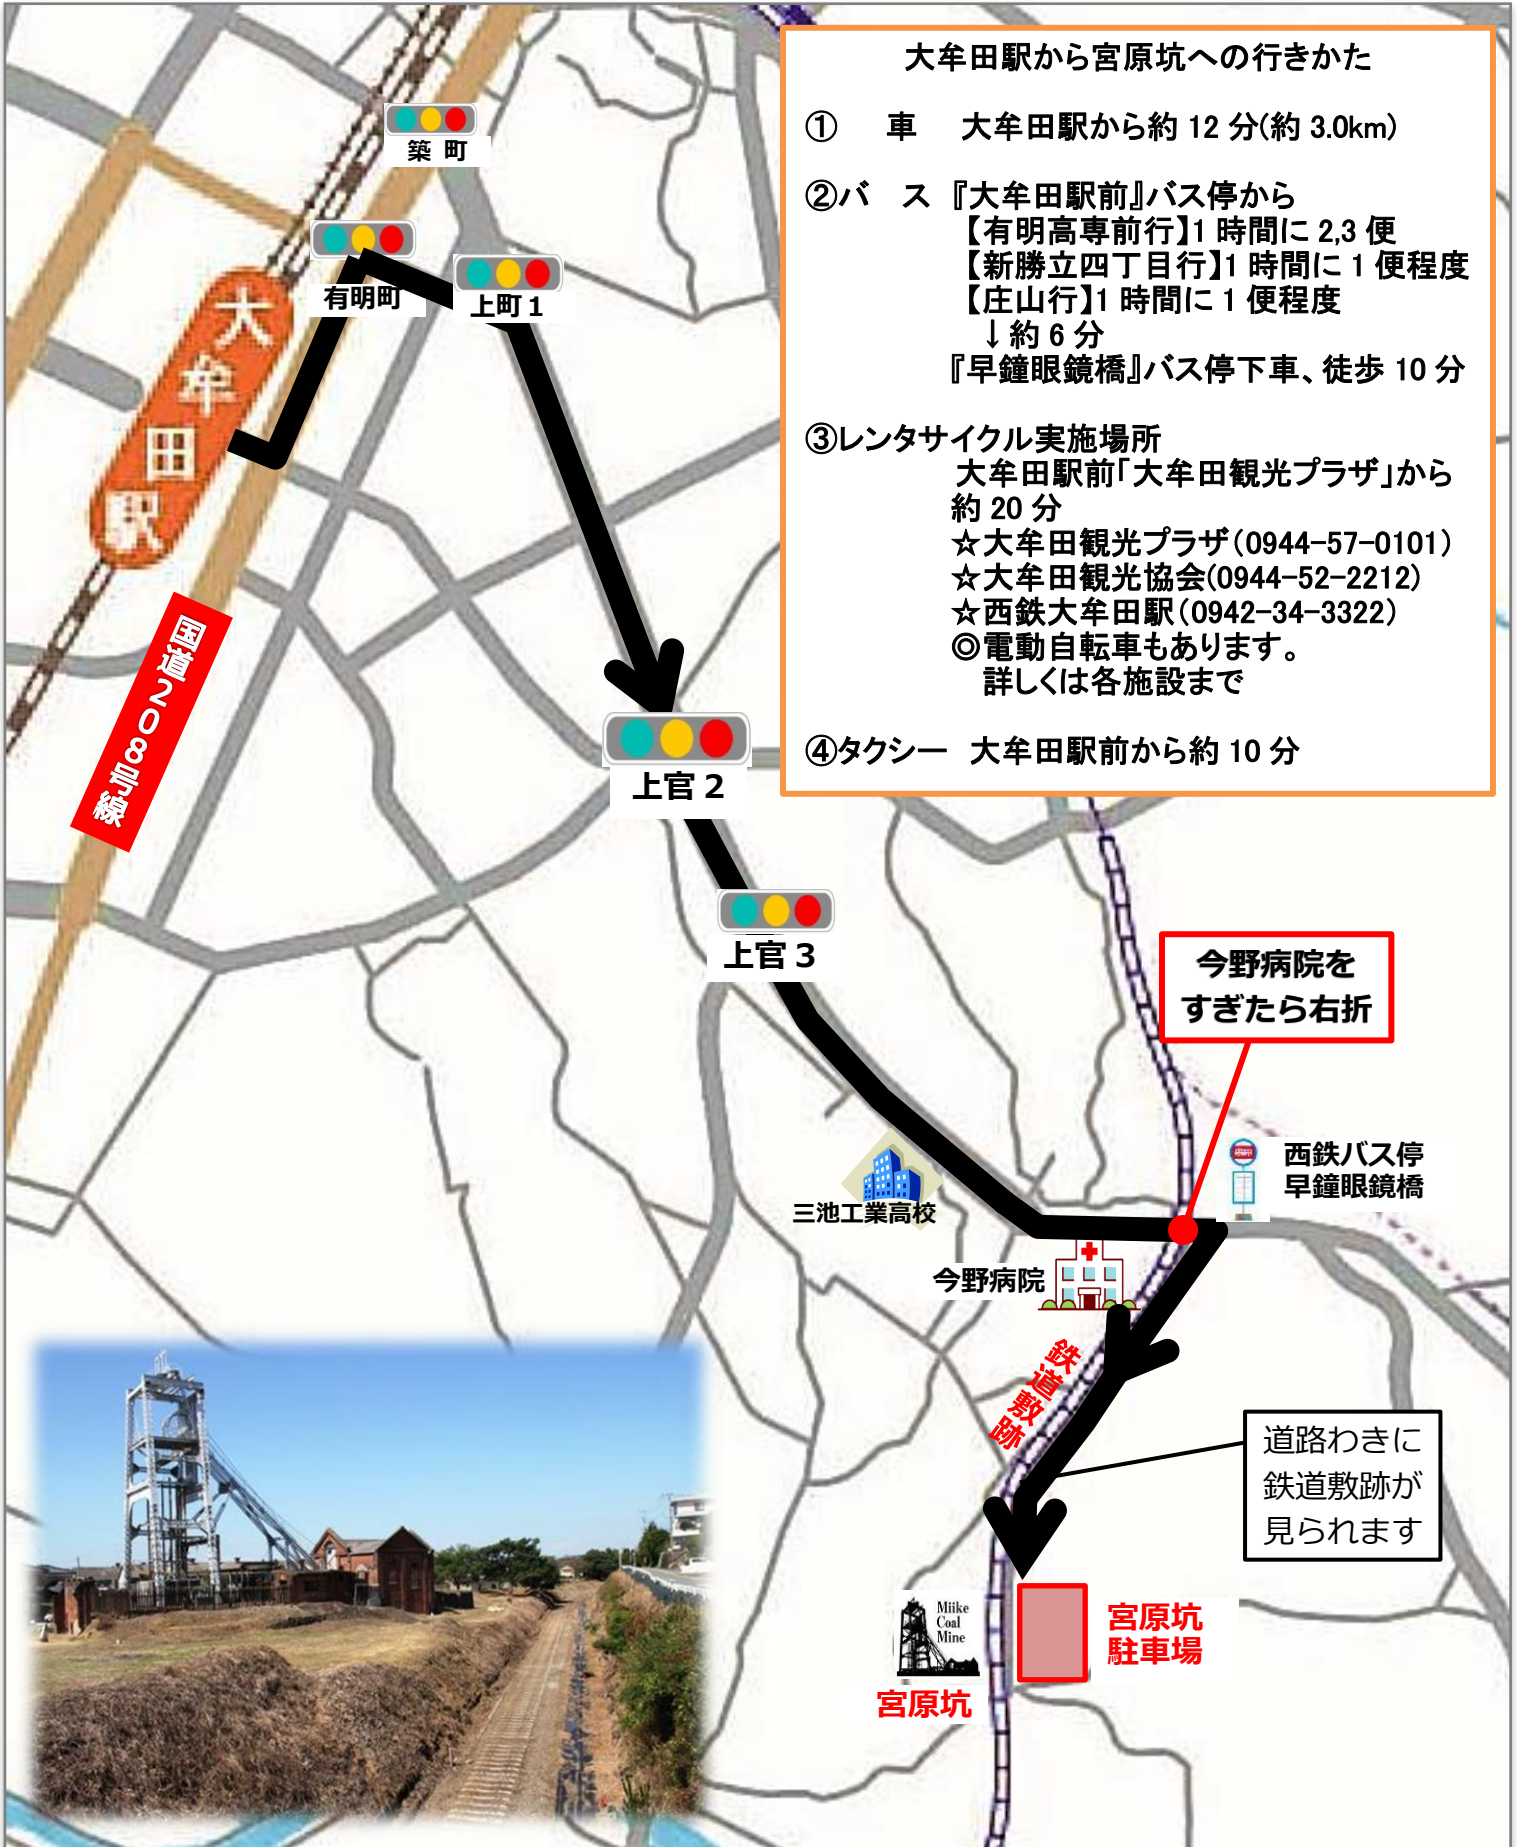 大牟田駅から宮原坑への行きかた
① 車 大牟田駅から約 12 分(約 3.0km)
②バ ス 『大牟田駅前』バス停から
【有明高専前行】1 時間に 2,3 便
【新勝立四丁目行】1 時間に 1 便程度
【庄山行】1 時間に 1 便程度
↓約 6 分
『早鐘眼鏡橋』バス停下車、徒歩 10 分
③レンタサイクル実施場所
大牟田駅前「大牟田観光プラザ」から
約 20 分
☆大牟田観光プラザ(0944-57-0101)
☆大牟田観光協会(0944-52-2212)
☆西鉄大牟田駅(0942-34-3322)
◎電動自転車もあります。
詳しくは各施設まで
④タクシー 大牟田駅前から約 10 分
築 町
有明町
上町 1
大牟田駅
国道208号線
上官 2
上官 3
今野病院を
すぎたら右折
西鉄バス停
早鐘眼鏡橋
三池工業高校
今野病院
鉄道敷跡
道路わきに
鉄道敷跡が
見られます
Miike
Coal
Mine
宮原坑
宮原坑
駐車場